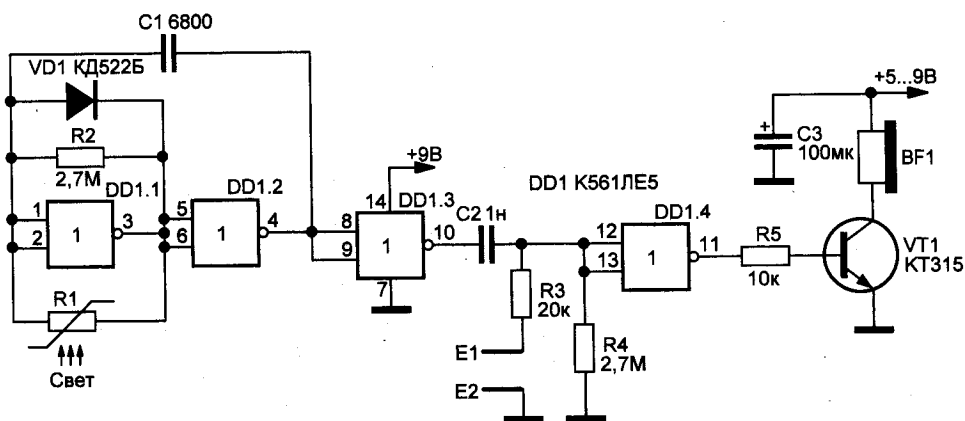 C1 6800
VD1 КД522Б
R2
2,7М
DD1.1
1
2
1
3
R1
Свет
DD1.2
5
6
1
4
+9В
14
DD1.3
8
9
1
10
7
C2 1н
R3
20к
E1
E2
R4
2,7М
DD1 К561ЛЕ5
DD1.4
12
13
1
11
R5
10к
+5...9В
+
C3
100мк
BF1
VT1
КТ315